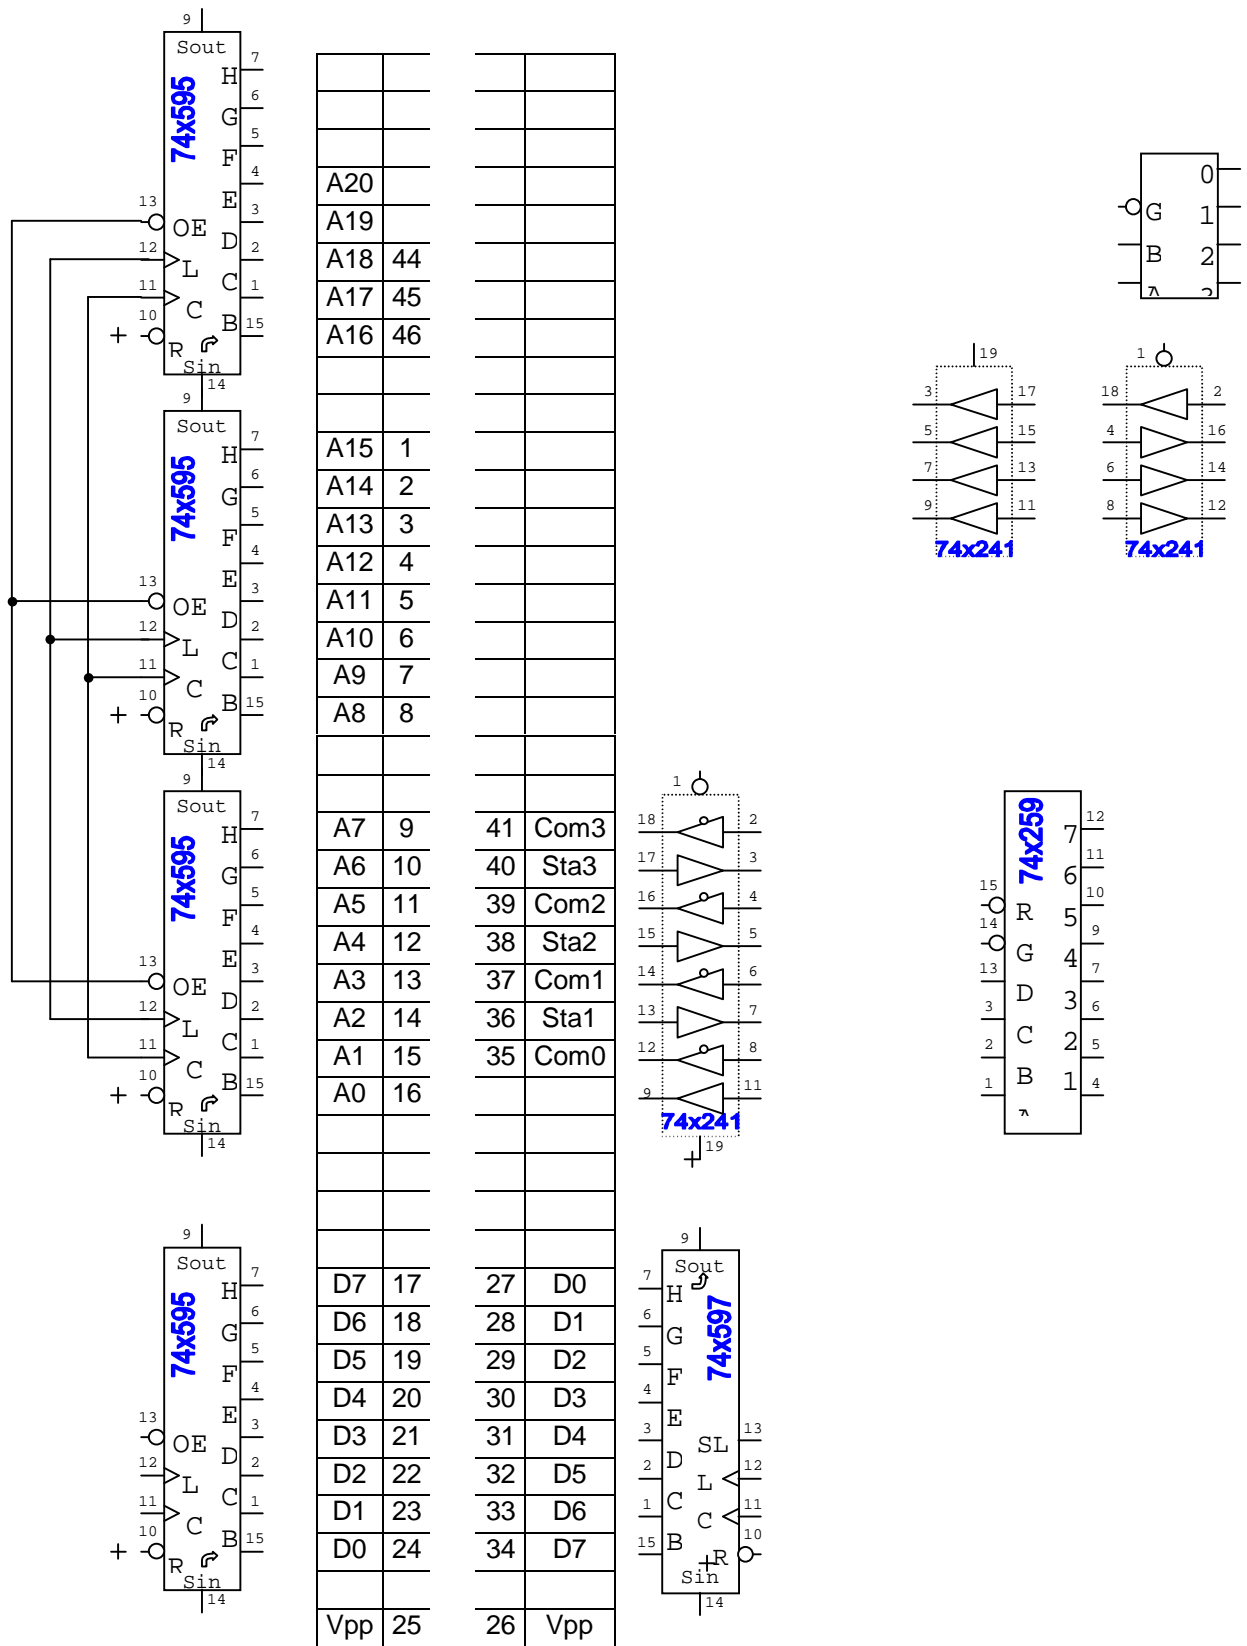 9
Sout
74x595
H 7
G 6
F 5
E 4
D 3
C 2
B 1
15
13 OE
12 L
11 C
+ 10 R
Sin
14
9
Sout
74x595
H 7
G 6
F 5
E 4
D 3
C 2
B 1
15
13 OE
12 L
11 C
+ 10 R
Sin
14
9
Sout
74x595
H 7
G 6
F 5
E 4
D 3
C 2
B 1
15
13 OE
12 L
11 C
+ 10 R
Sin
14
9
Sout
74x595
H 7
G 6
F 5
E 4
D 3
C 2
B 1
15
13 OE
12 L
11 C
+ 10 R
Sin
14
A20
A19
A18 44
A17 45
A16 46
A15 1
A14 2
A13 3
A12 4
A11 5
A10 6
A9 7
A8 8
A7 9 41 Com3
A6 10 40 Sta3
A5 11 39 Com2
A4 12 38 Sta2
A3 13 37 Com1
A2 14 36 Sta1
A1 15 35 Com0
A0 16
D7 17 27 D0
D6 18 28 D1
D5 19 29 D2
D4 20 30 D3
D3 21 31 D4
D2 22 32 D5
D1 23 33 D6
D0 24 34 D7
Vpp 25 26 Vpp
0
G 1
B 2
19
3 17
5 15
7 13
9 11
74x241
1
18 2
4 16
6 14
8 12
74x241
1
18 2
17 3
16 4
15 5
14 6
13 7
12 8
9 11
74x241
+ 19
74x259
7 12
6 11
15 R 5 10
14 G 4 9
13 D 3 7
3 C 2 6
2 B 1 5
1 4
9
Sout
74x597
7 H
6 G
5 F
4 E
3 D
2 C
1 B
15
SL 13
L 12
C 11
+R 10
Sin
14